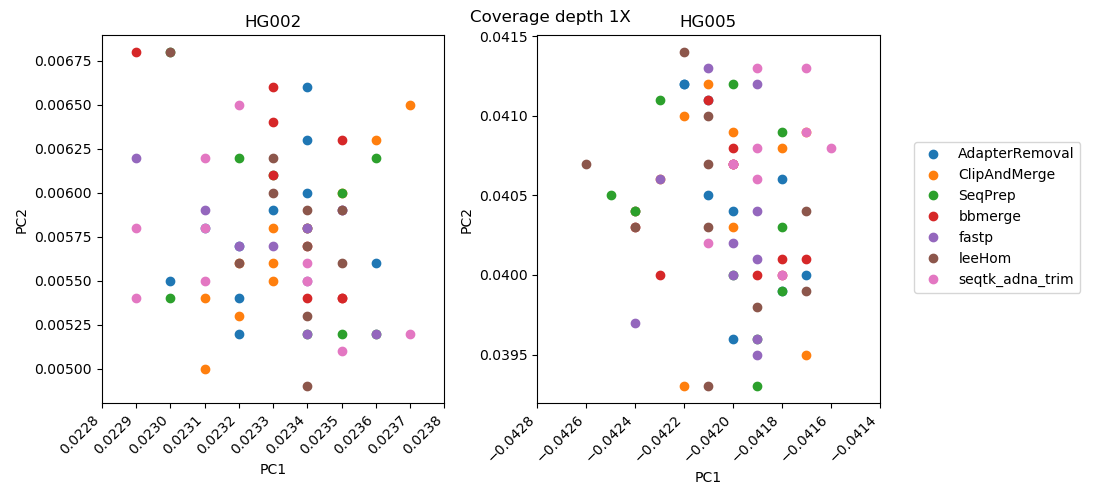 Coverage depth 1X
HG002
HG005
0.00675
0.00650
0.00625
0.00600
0.00575
0.00550
0.00525
0.00500
PC2
0.0228
0.0229
0.0230
0.0231
0.0232
0.0233
0.0234
0.0235
0.0236
0.0237
0.0238
PC1
0.0415
0.0410
0.0405
0.0400
0.0395
PC2
−0.0428
−0.0426
−0.0424
−0.0422
−0.0420
−0.0418
−0.0416
−0.0414
PC1
AdapterRemoval
ClipAndMerge
SeqPrep
bbmerge
fastp
leeHom
seqtk_adna_trim